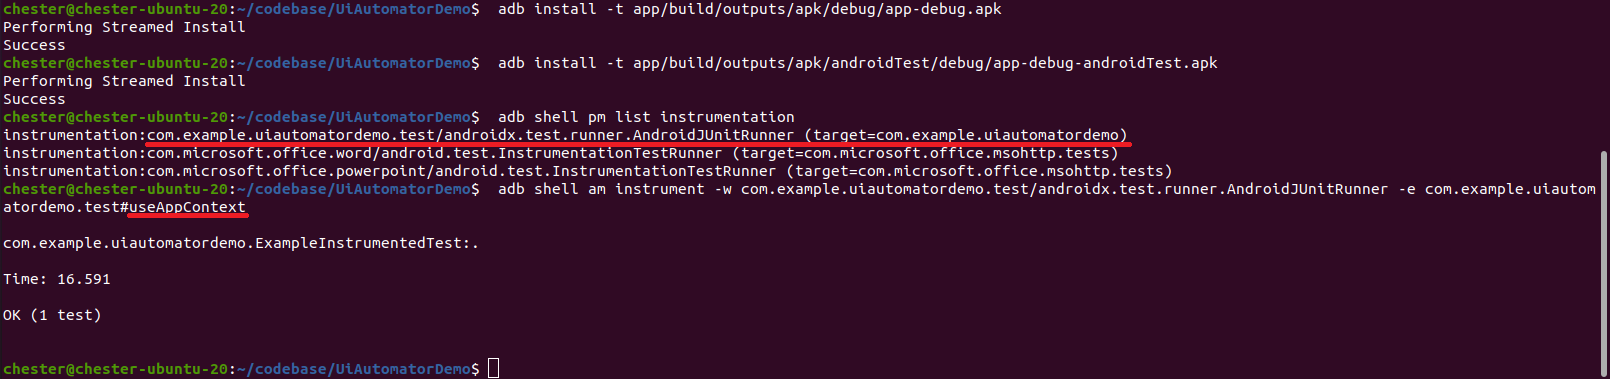 chester@chester-ubuntu-20:~/codebase/UiAutomatorDemo$  adb install -t app/build/outputs/apk/debug/app-debug.apk
Performing Streamed Install
Success
chester@chester-ubuntu-20:~/codebase/UiAutomatorDemo$  adb install -t app/build/outputs/apk/androidTest/debug/app-debug-androidTest.apk
Performing Streamed Install
Success
chester@chester-ubuntu-20:~/codebase/UiAutomatorDemo$  adb shell pm list instrumentation
instrumentation:com.example.uiautomatordemo.test/androidx.test.runner.AndroidJUnitRunner (target=com.example.uiautomatordemo)
instrumentation:com.microsoft.office.word/android.test.InstrumentationTestRunner (target=com.microsoft.office.msohttp.tests)
instrumentation:com.microsoft.office.powerpoint/android.test.InstrumentationTestRunner (target=com.microsoft.office.msohttp.tests)
chester@chester-ubuntu-20:~/codebase/UiAutomatorDemo$  adb shell am instrument -w com.example.uiautomatordemo.test/androidx.test.runner.AndroidJUnitRunner -e com.example.uiautom
atordemo.test#useAppContext
com.example.uiautomatordemo.ExampleInstrumentedTest:.
Time: 16.591
OK (1 test)
chester@chester-ubuntu-20:~/codebase/UiAutomatorDemo$